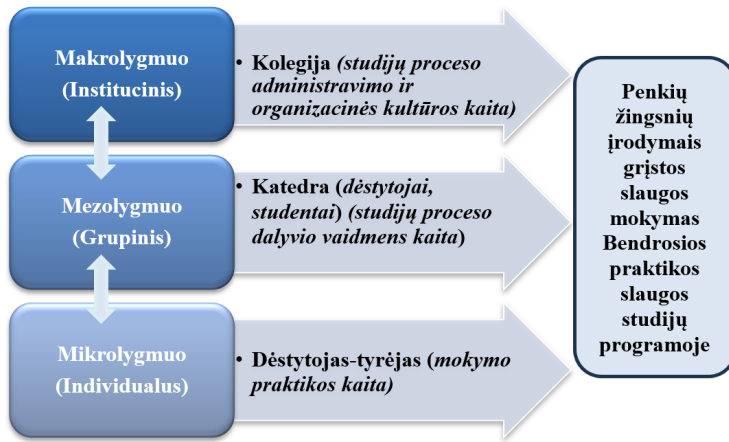 Makrolygmuo
(Institucinis)
• Kolegija (studijų proceso
administravimo ir
organizacinės kultūros kaita)
Mezolygmuo
(Grupinis)
• Katedra (dėstytojai,
studentai) (studijų proceso
dalyvio vaidmens kaita)
Mikrolygmuo
(Individualus)
• Dėstytojas-tyrėjas (mokymo
praktikos kaita)
Penkių
žingsnių
įrodymais
grįstos
slaugos
mokymas
Bendrosios
praktikos
slaugos
studijų
programoje